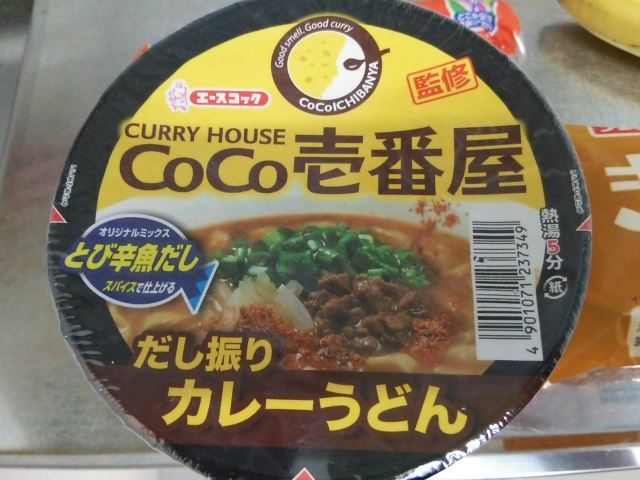 Good smell. Good curry
CoCoICHIBANYA
エースコック
監修
CURRY HOUSE
CoCo壱番屋
オリジナルミックス
とび辛魚だし
スパイスで仕上げる
熱湯5分(紙)
4901071237349
だし振り
カレーうどん